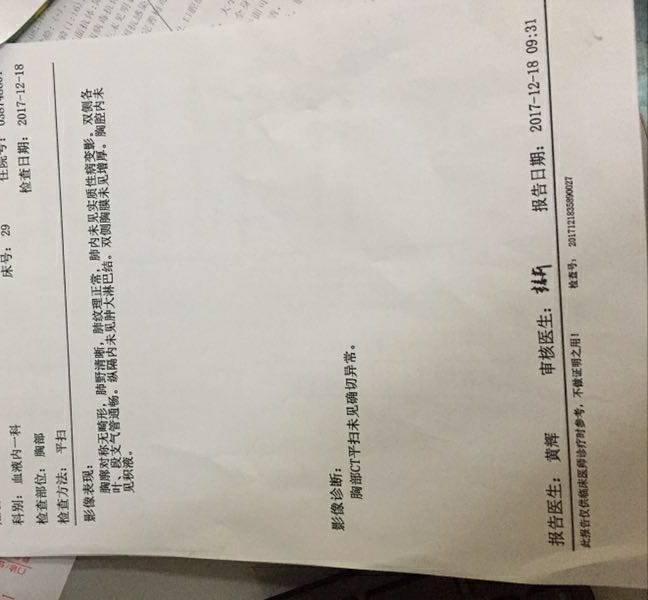 床号: 29
科别: 血液内一科
检查日期: 2017-12-18
检查部位: 胸部
检查方法: 平扫
影像表现:
胸廓对称无畸形, 肺野清晰, 肺纹理正常, 肺内未见实质性病变影。双侧各
叶、段支气管通畅。纵隔内未见肿大淋巴结。双侧胸膜未见增厚。胸腔内未
见积液。
影像诊断:
胸部CT平扫未见确切异常。
报告医生: 黄辉 审核医生: 报告日期: 2017-12-18 09:31
此报告仅供临床医师诊疗时参考, 不做证明之用! 检查号: 2017121835890027